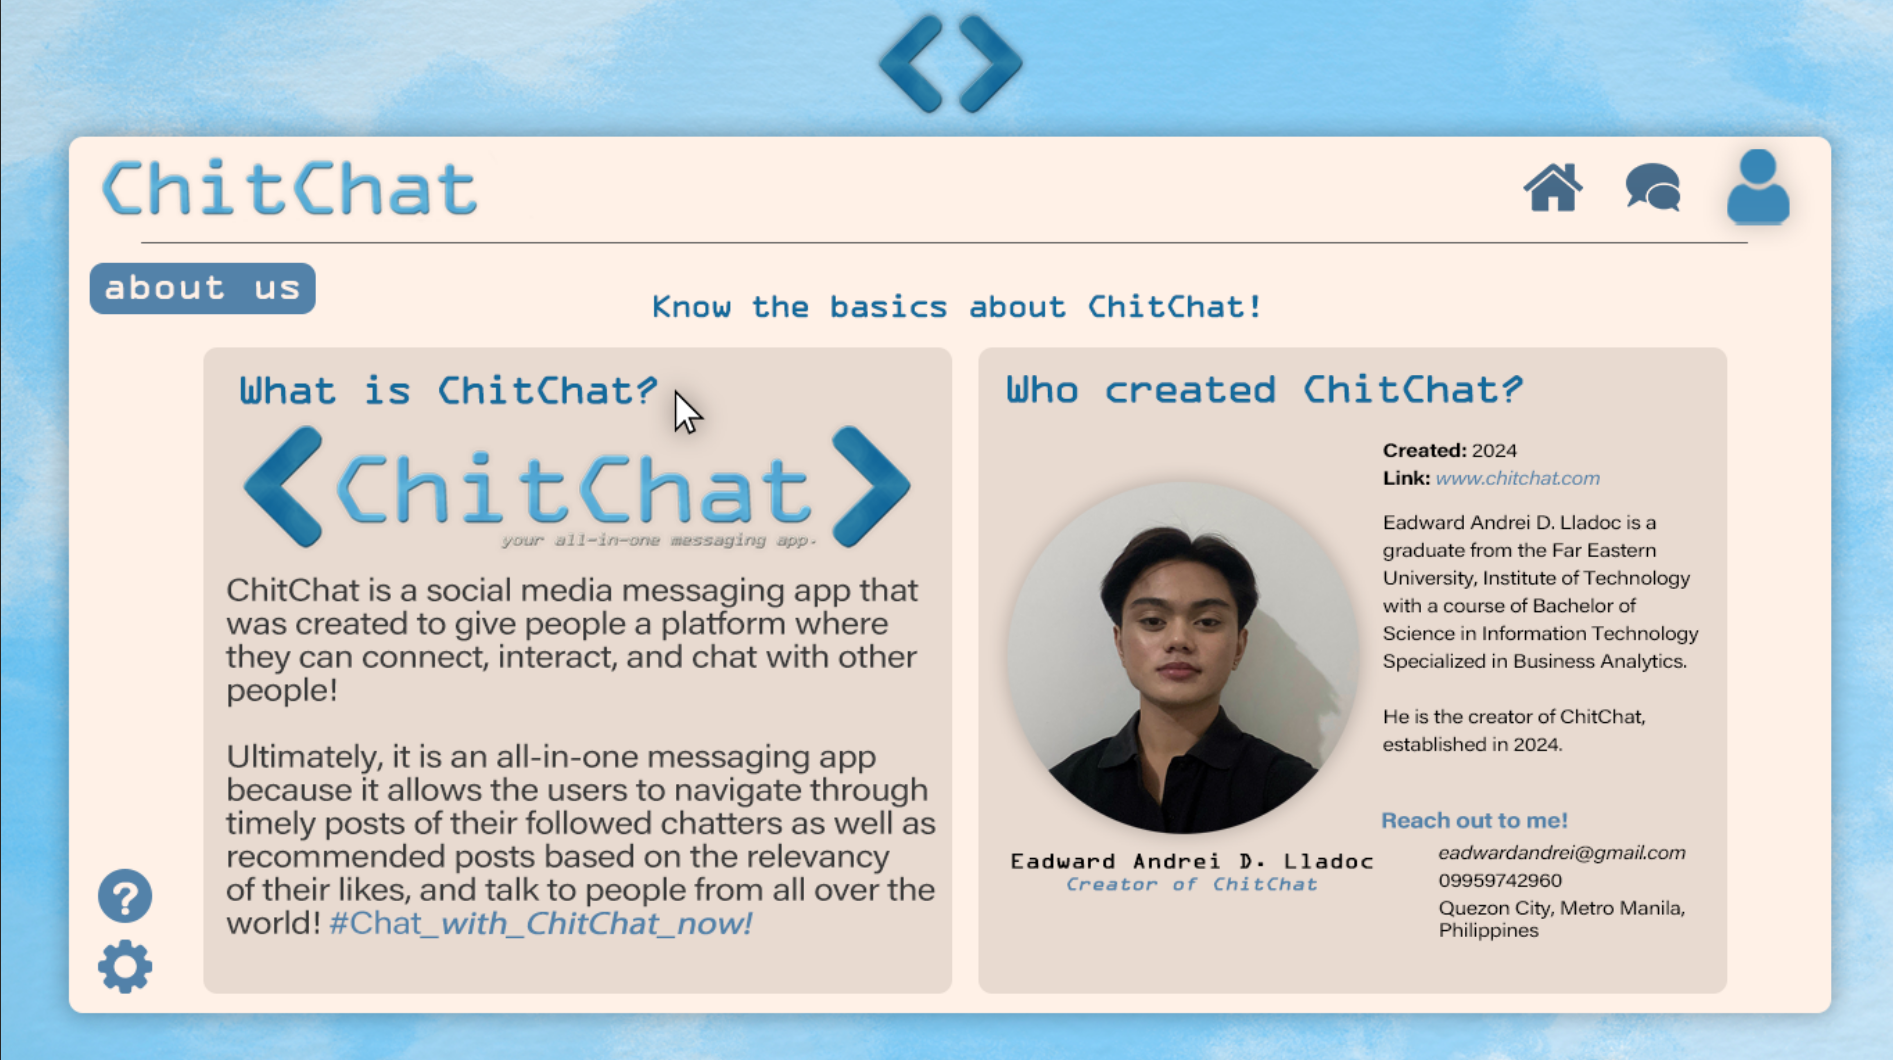 ChitChat
about us
Know the basics about ChitChat!
What is ChitChat?
ChitChat
your all-in-one messaging app.
ChitChat is a social media messaging app that
was created to give people a platform where
they can connect, interact, and chat with other
people!
Ultimately, it is an all-in-one messaging app
because it allows the users to navigate through
timely posts of their followed chatters as well as
recommended posts based on the relevancy
of their likes, and talk to people from all over the
world! #Chat_with_ChitChat_now!
Who created ChitChat?
Created: 2024
Link: www.chitchat.com
Eadward Andrei D. Lladoc is a
graduate from the Far Eastern
University, Institute of Technology
with a course of Bachelor of
Science in Information Technology
Specialized in Business Analytics.
He is the creator of ChitChat,
established in 2024.
Eadward Andrei D. Lladoc
Creator of ChitChat
Reach out to me!
eadwardandrei@gmail.com
09959742960
Quezon City, Metro Manila,
Philippines
?